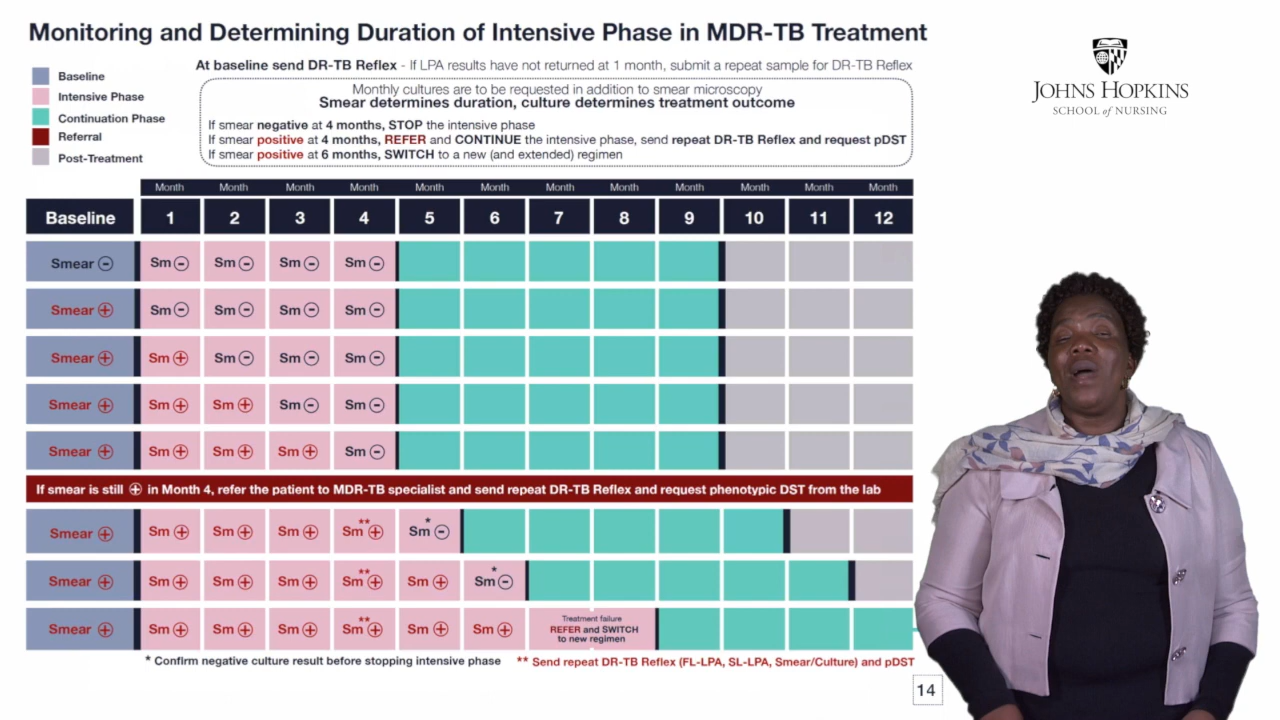 Monitoring and Determining Duration of Intensive Phase in MDR-TB Treatment
JOHNS HOPKINS
SCHOOL of NURSING
At baseline send DR-TB Reflex - If LPA results have not returned at 1 month, submit a repeat sample for DR-TB Reflex
Baseline
Intensive Phase
Continuation Phase
Referral
Post-Treatment
Monthly cultures are to be requested in addition to smear microscopy
Smear determines duration, culture determines treatment outcome
If smear negative at 4 months, STOP the intensive phase
If smear positive at 4 months, REFER and CONTINUE the intensive phase, send repeat DR-TB Reflex and request pDST
If smear positive at 6 months, SWITCH to a new (and extended) regimen
Month Month Month Month Month Month Month Month Month Month Month Month
Baseline 1 2 3 4 5 6 7 8 9 10 11 12
Smear ⊖ Sm ⊖ Sm ⊖ Sm ⊖ Sm ⊖
Smear ⊕ Sm ⊖ Sm ⊖ Sm ⊖ Sm ⊖
Smear ⊕ Sm ⊕ Sm ⊖ Sm ⊖ Sm ⊖
Smear ⊕ Sm ⊕ Sm ⊕ Sm ⊖ Sm ⊖
Smear ⊕ Sm ⊕ Sm ⊕ Sm ⊕ Sm ⊖
If smear is still ⊕ in Month 4, refer the patient to MDR-TB specialist and send repeat DR-TB Reflex and request phenotypic DST from the lab
Smear ⊕ Sm ⊕ Sm ⊕ Sm ⊕ Sm** ⊕ Sm* ⊖
Smear ⊕ Sm ⊕ Sm ⊕ Sm ⊕ Sm** ⊕ Sm ⊕ Sm* ⊖
Smear ⊕ Sm ⊕ Sm ⊕ Sm ⊕ Sm** ⊕ Sm ⊕ Sm ⊕
Treatment failure
REFER and SWITCH
to new regimen
* Confirm negative culture result before stopping intensive phase ** Send repeat DR-TB Reflex (FL-LPA, SL-LPA, Smear/Culture) and pDST
14